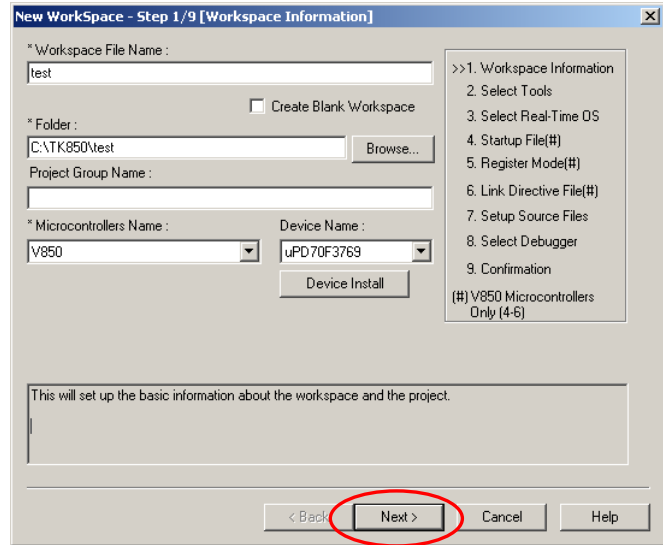 New WorkSpace - Step 1/9 [Workspace Information]
* Workspace File Name :
test
Create Blank Workspace
* Folder :
C:\TK850\test
Browse...
Project Group Name :
* Microcontrollers Name :
Device Name :
V850
uPD70F3769
Device Install
>>1. Workspace Information
2. Select Tools
3. Select Real-Time OS
4. Startup File(#)
5. Register Mode(#)
6. Link Directive File(#)
7. Setup Source Files
8. Select Debugger
9. Confirmation
(#) V850 Microcontrollers
Only (4-6)
This will set up the basic information about the workspace and the project.
< Back
Next >
Cancel
Help